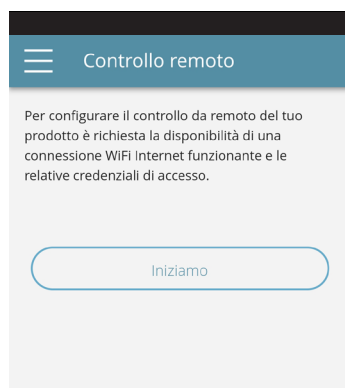 Controllo remoto
Per configurare il controllo da remoto del tuo
prodotto è richiesta la disponibilità di una
connessione WiFi Internet funzionante e le
relative credenziali di accesso.
Iniziamo